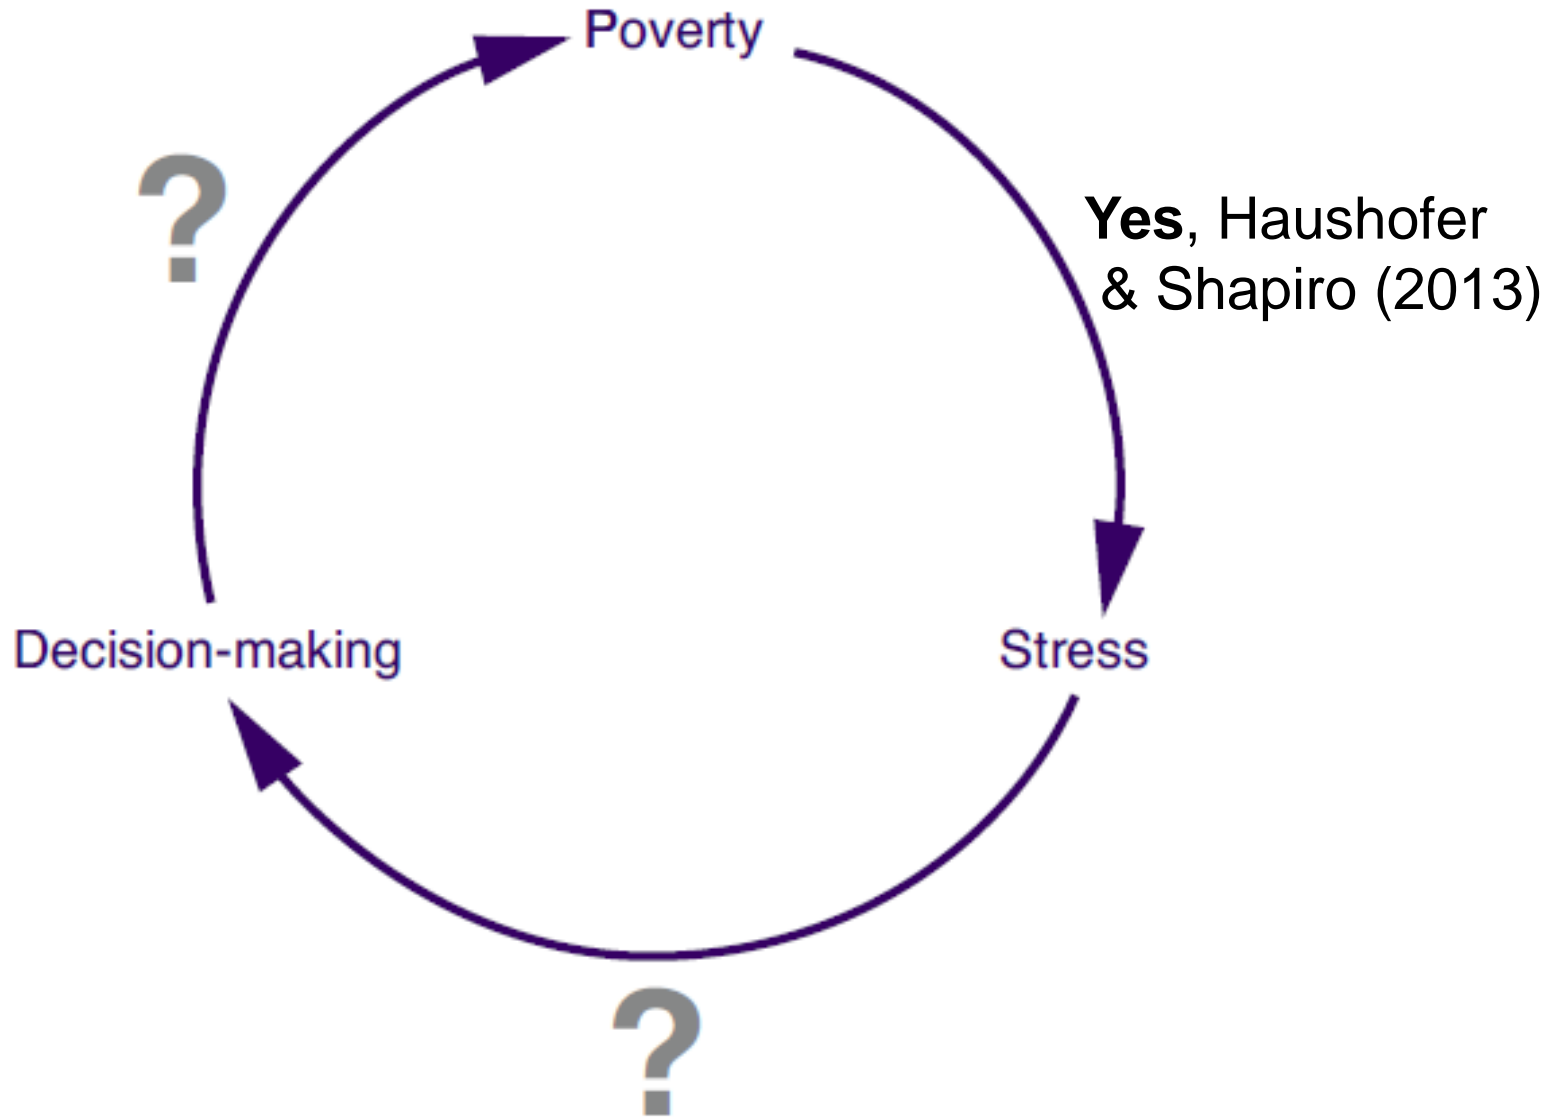 Poverty
?
Yes, Haushofer
& Shapiro (2013)
Decision-making
Stress
?